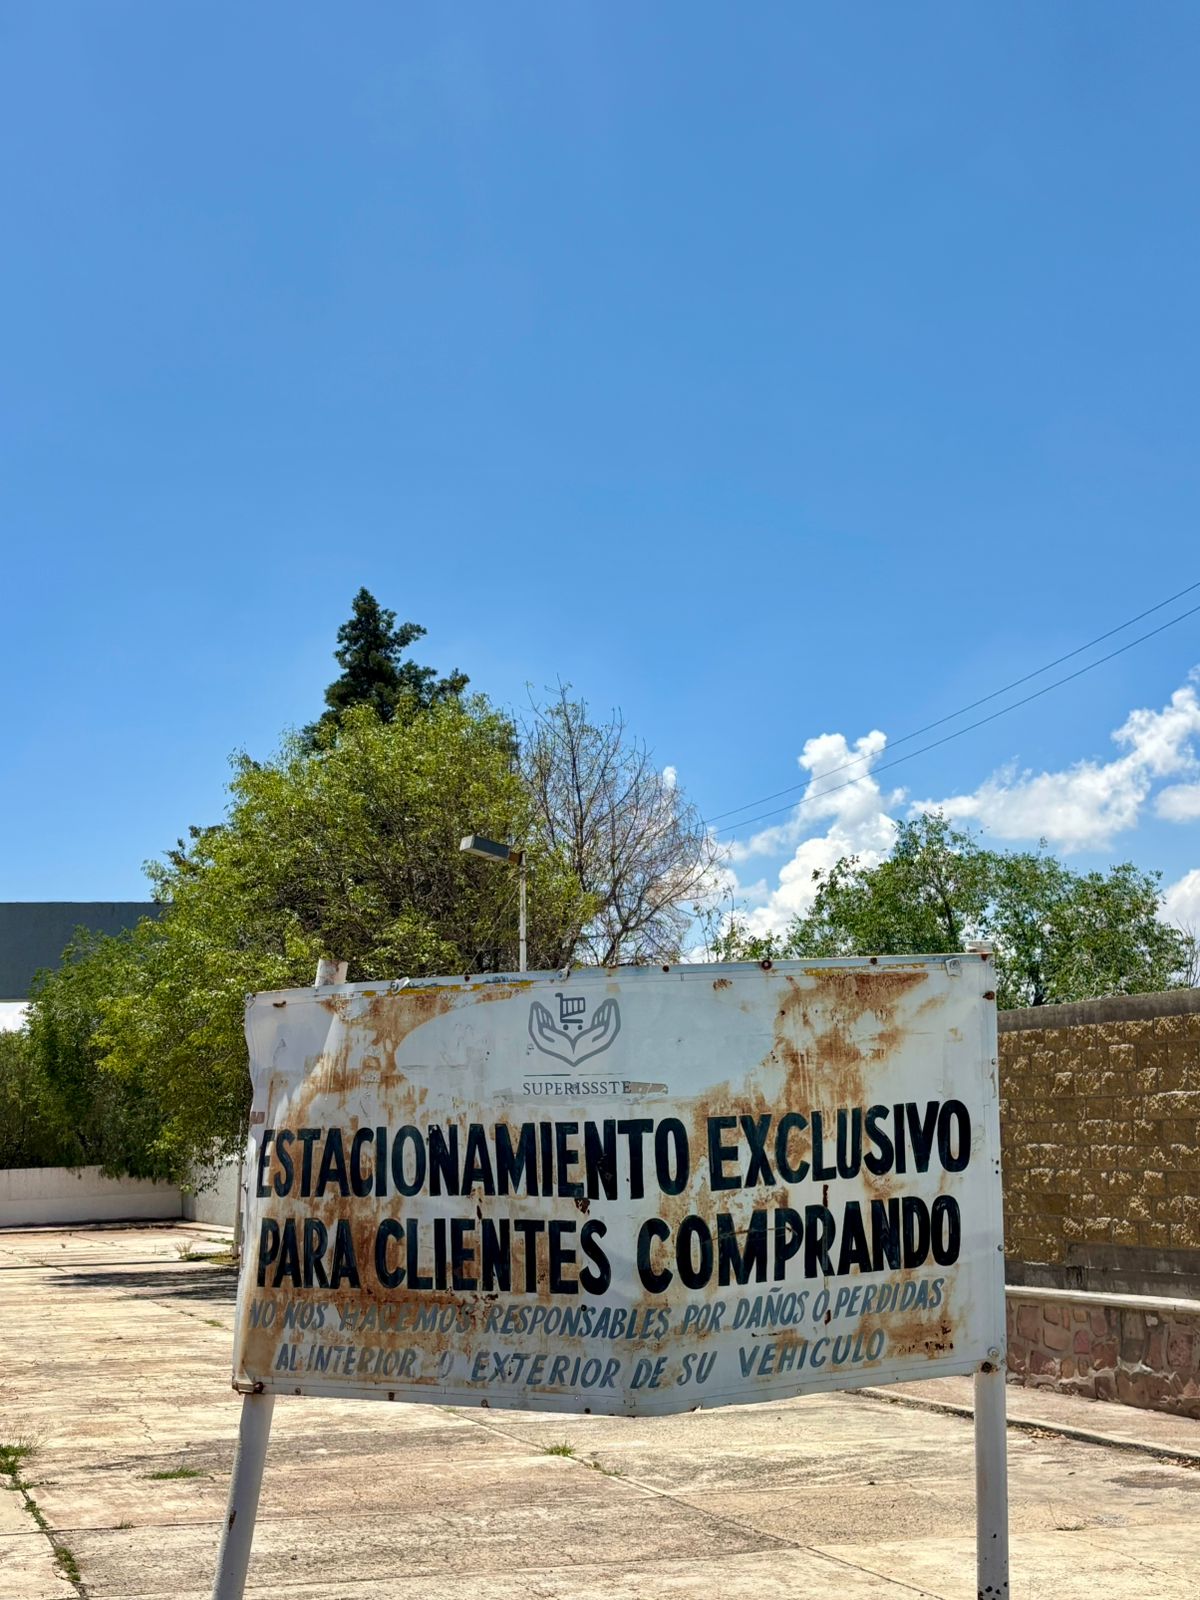 SUPERISSSTE
ESTACIONAMIENTO EXCLUSIVO
PARA CLIENTES COMPRANDO
NO NOS HACEMOS RESPONSABLES POR DAÑOS O PERDIDAS
AL INTERIOR O EXTERIOR DE SU VEHICULO